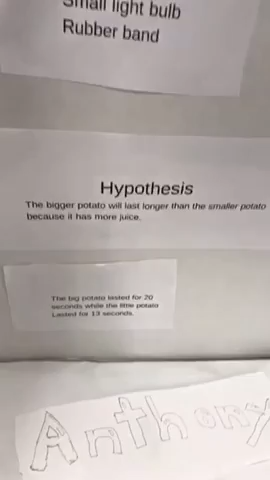 Small light bulb
Rubber band
Hypothesis
The bigger potato will last longer than the smaller potato
because it has more juice.
The big potato lasted for 20
seconds while the little potato
Lasted for 13 seconds.
Anthony